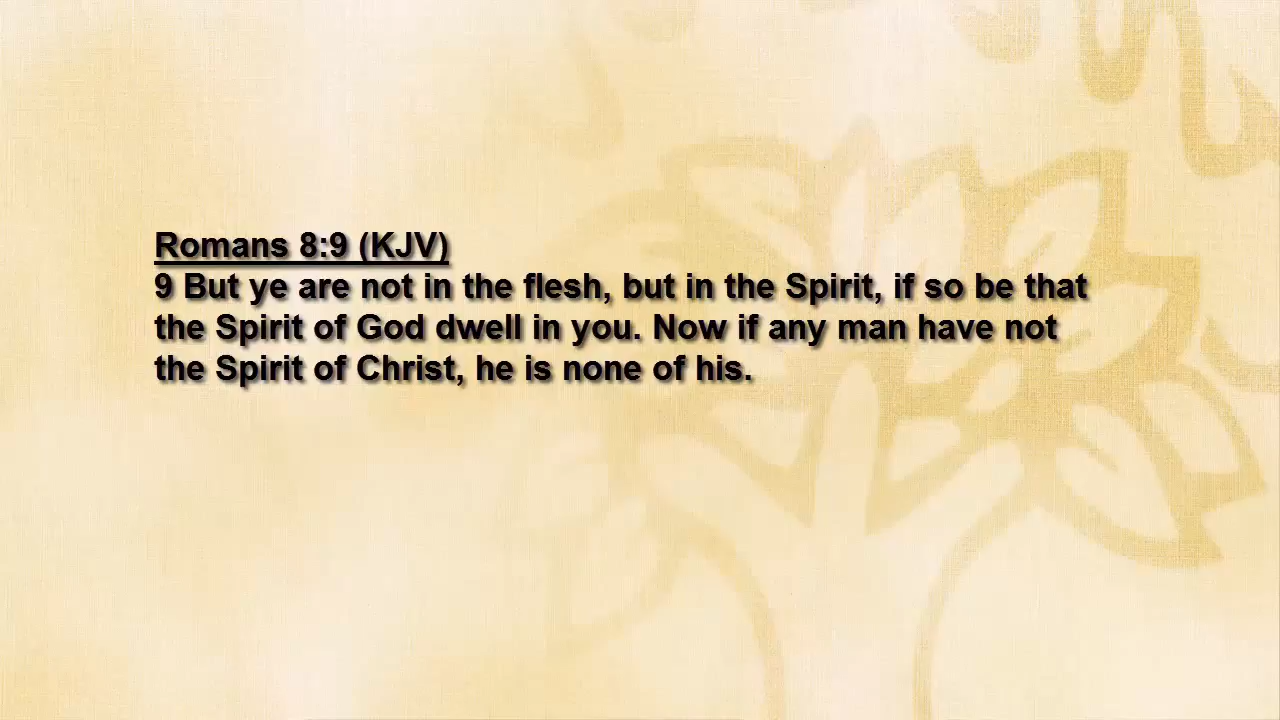 Romans 8:9 (KJV)
9 But ye are not in the flesh, but in the Spirit, if so be that
the Spirit of God dwell in you. Now if any man have not
the Spirit of Christ, he is none of his.